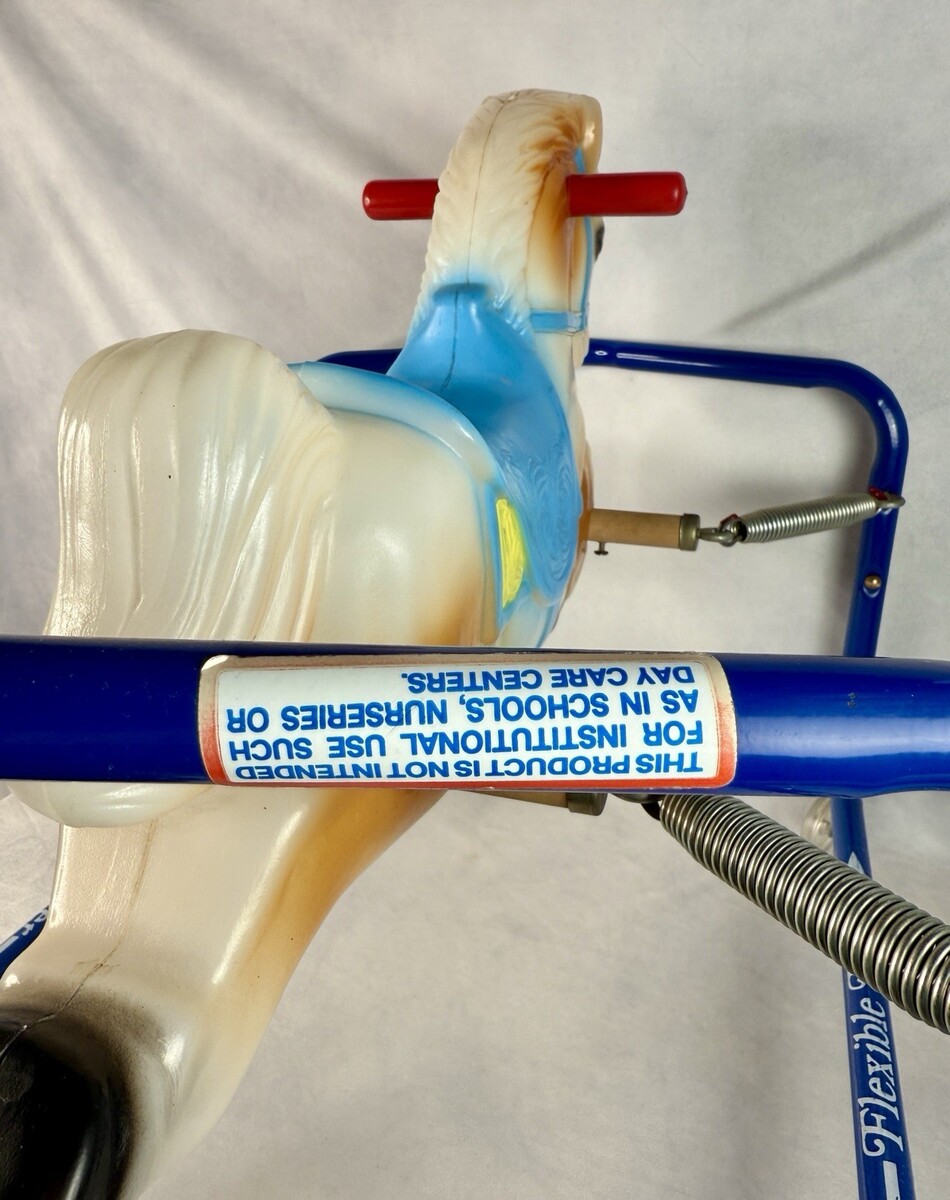 THIS PRODUCT IS NOT INTENDED
FOR INSTITUTIONAL USE SUCH
AS IN SCHOOLS, NURSERIES OR
DAY CARE CENTERS.
Flexible